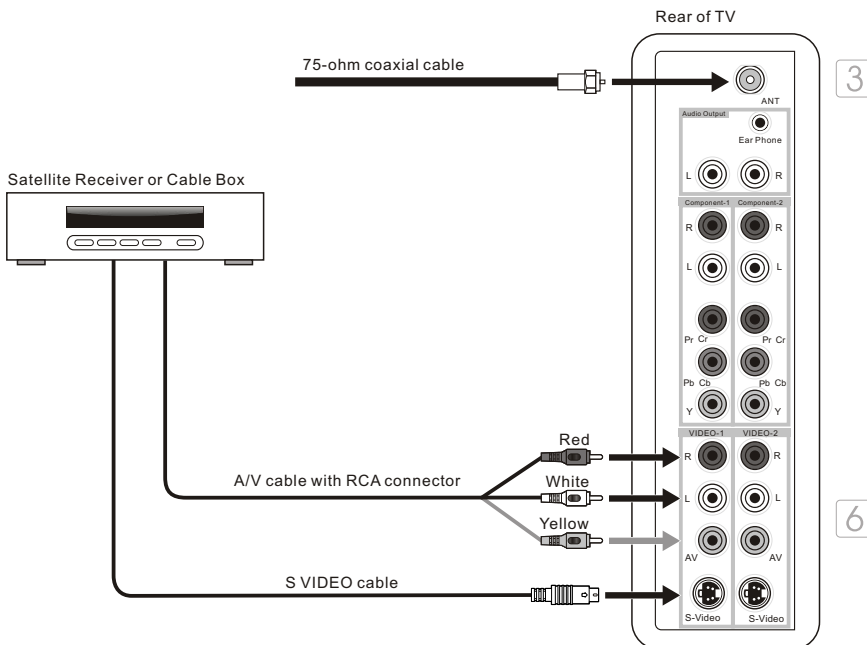 Rear of TV
75-ohm coaxial cable
3
ANT
Audio Output
Ear Phone
L R
Satellite Receiver or Cable Box
Component-1 Component-2
R R
L L
Pr Cr Pr Cr
Pb Cb Pb Cb
Y Y
VIDEO-1 VIDEO-2
Red
R R
A/V cable with RCA connector
White
L L
6
Yellow
AV AV
S VIDEO cable
S-Video S-Video